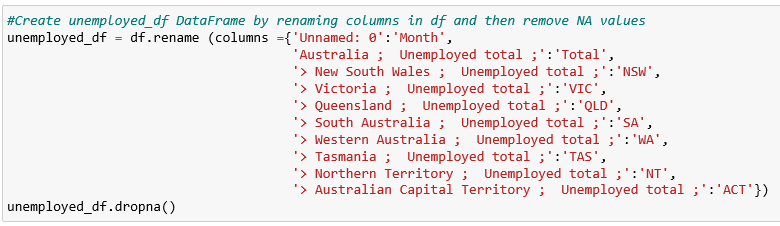 #Create unemployed_df DataFrame by renaming columns in df and then remove NA values
unemployed_df = df.rename (columns ={'Unnamed: 0':'Month',
'Australia ;  Unemployed total ;':'Total',
'> New South Wales ;  Unemployed total ;':'NSW',
'> Victoria ;  Unemployed total ;':'VIC',
'> Queensland ;  Unemployed total ;':'QLD',
'> South Australia ;  Unemployed total ;':'SA',
'> Western Australia ;  Unemployed total ;':'WA',
'> Tasmania ;  Unemployed total ;':'TAS',
'> Northern Territory ;  Unemployed total ;':'NT',
'> Australian Capital Territory ;  Unemployed total ;':'ACT'})
unemployed_df.dropna()